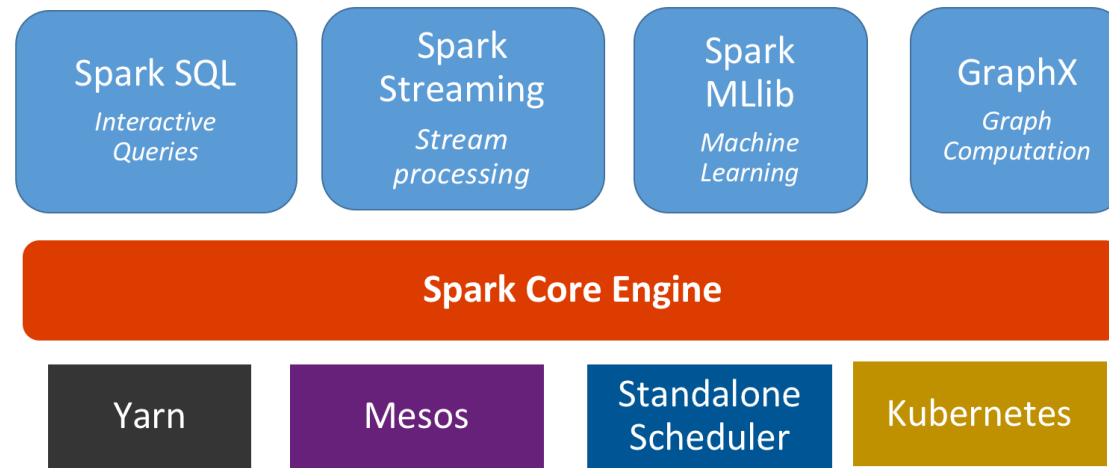 Spark SQL
Interactive
Queries
Spark
Streaming
Stream
processing
Spark
MLlib
Machine
Learning
GraphX
Graph
Computation
Spark Core Engine
Yarn
Mesos
Standalone
Scheduler
Kubernetes